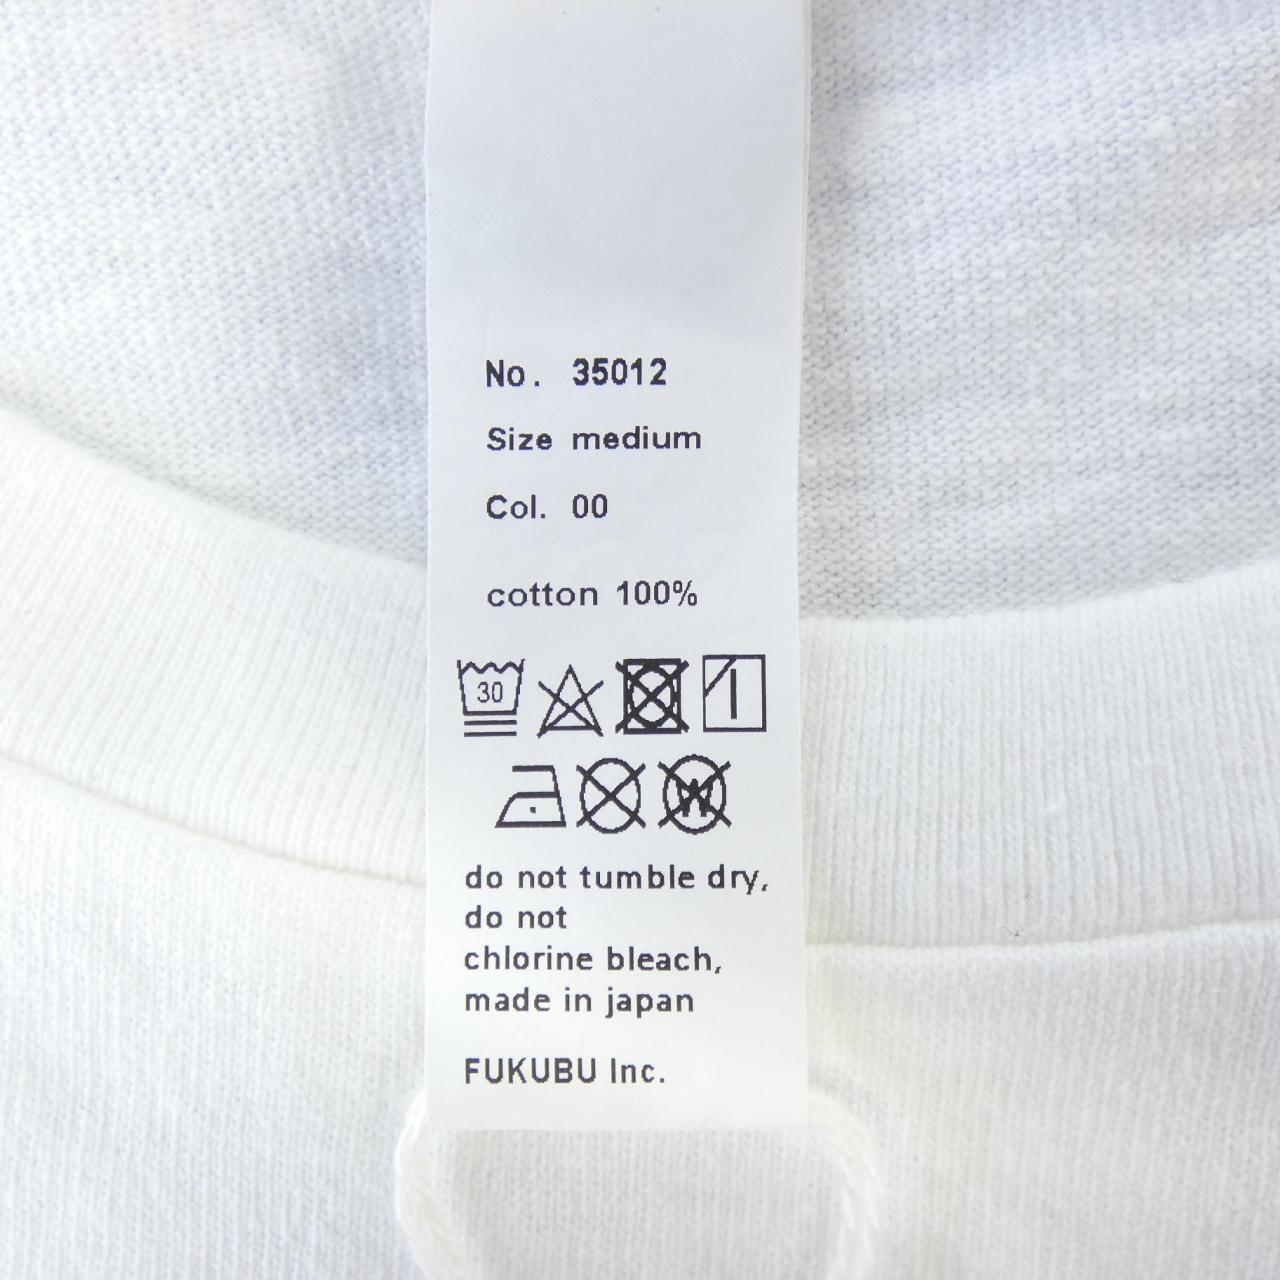 No. 35012
Size medium
Col. 00
cotton 100%
30
W
do not tumble dry,
do not
chlorine bleach,
made in japan
FUKUBU Inc.